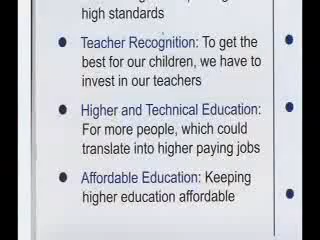 high standards
Teacher Recognition: To get the
best for our children, we have to
invest in our teachers
Higher and Technical Education:
For more people, which could
translate into higher paying jobs
Affordable Education: Keeping
higher education affordable